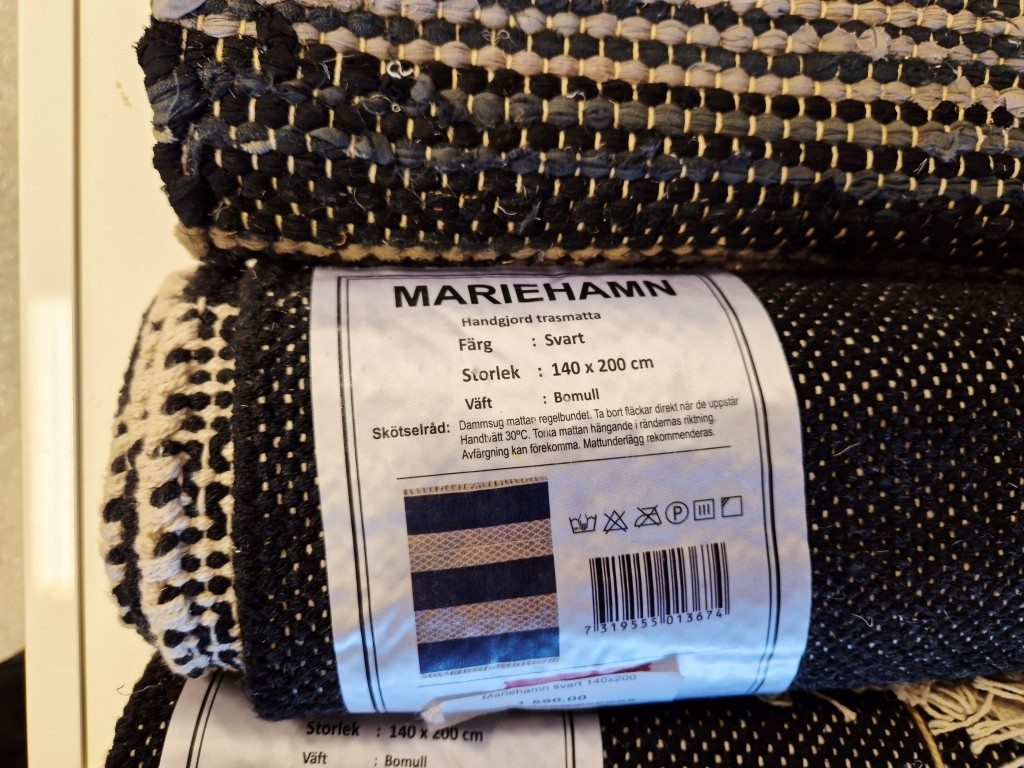 MARIEHAMN
Handgjord trasmatta
Färg : Svart
Storlek : 140 x 200 cm
Väft : Bomull
Skötselråd: Dammsug mattan regelbundet. Ta bort fläckar direkt när de uppstår
Handtvätt 30°C. Torka mattan hängande i rändernas riktning.
Avfärgning kan förekomma. Mattunderlägg rekommenderas.
P
7 319555 013674
Mariehamn svart 140x200
Storlek : 140 x 200 cm
Väft : Bomull